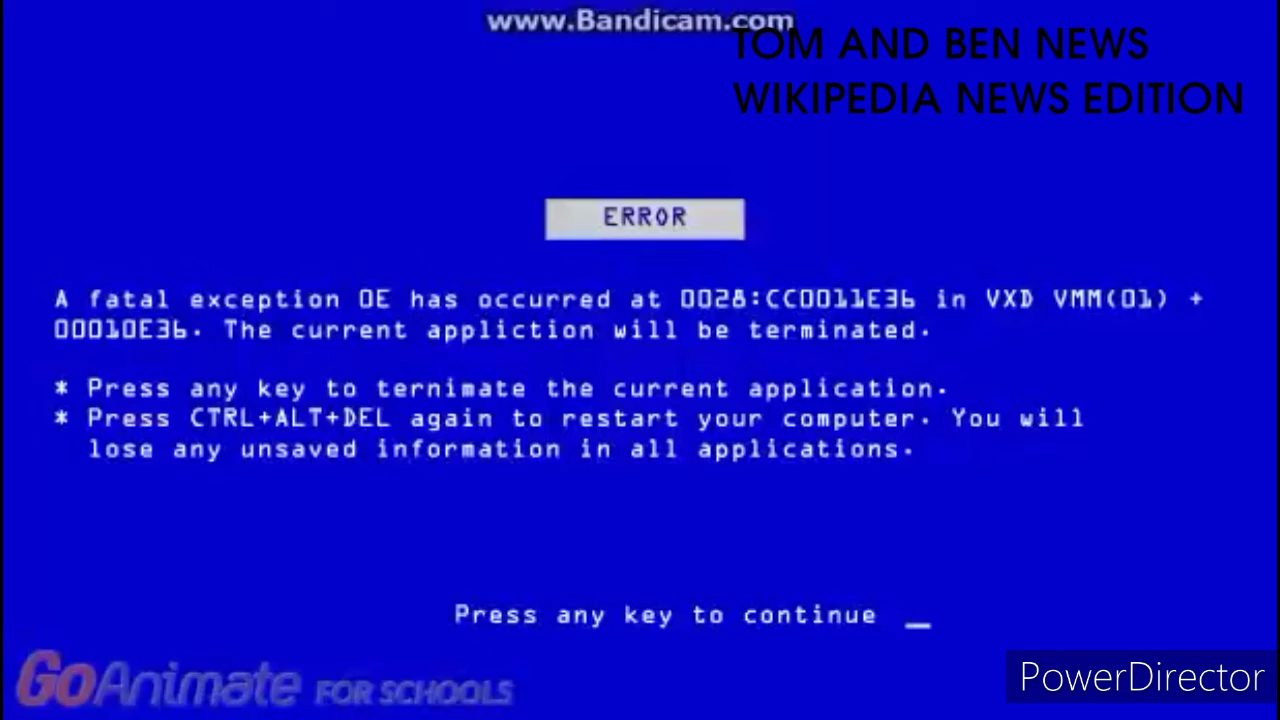 www.Bandicam.com
TOM AND BEN NEWS
WIKIPEDIA NEWS EDITION
ERROR
A fatal exception 0E has occurred at 0028:CC0011E36 in VXD VMM(01) +
00010E36. The current appliction will be terminated.
* Press any key to ternimate the current application.
* Press CTRL+ALT+DEL again to restart your computer. You will
lose any unsaved information in all applications.
Press any key to continue _
GoAnimate FOR SCHOOLS
PowerDirector